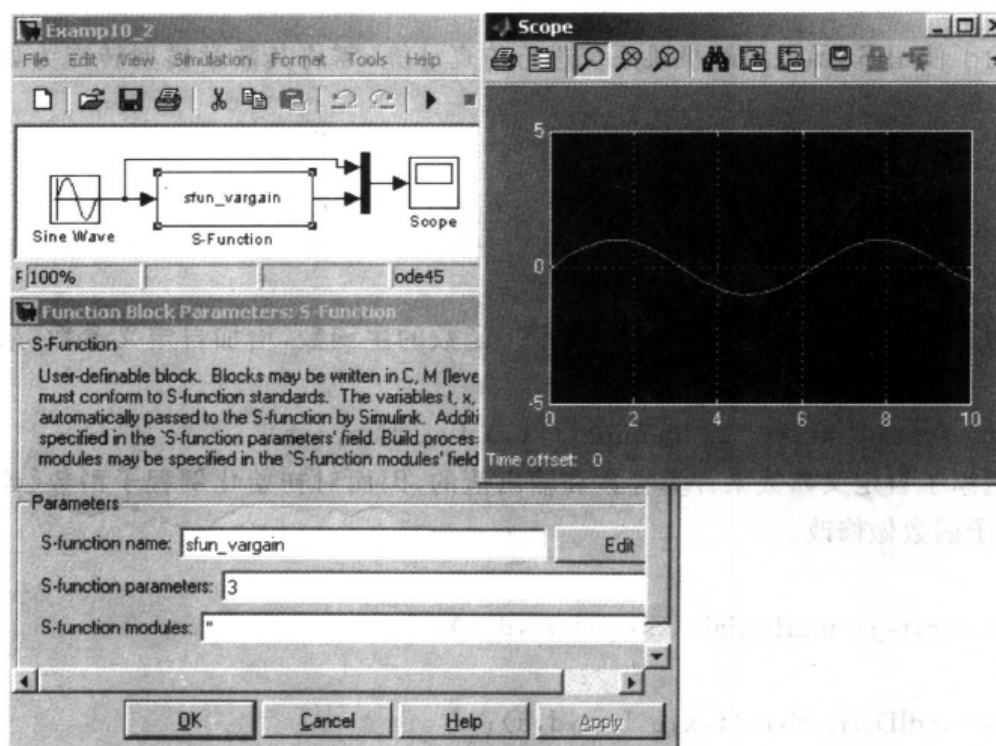 Examp10_2
File Edit View Simulation Format Tools Help
sfun_vargain
Sine Wave
S-Function
Scope
F 100%
ode45
Function Block Parameters: S-Function
S-Function
User-definable block. Blocks may be written in C, M (leve
must conform to S-function standards. The variables t, x,
automatically passed to the S-function by Simulink. Additi
specified in the `S-function parameters' field. Build proces
modules may be specified in the `S-function modules' field
Parameters
S-function name: sfun_vargain
Edit
S-function parameters: 3
S-function modules: ''
OK Cancel Help Apply
Scope
5
0
-5
0 2 4 6 8 10
Time offset: 0